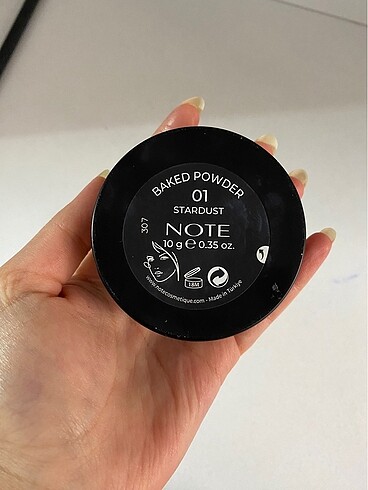 BAKED POWDER
01
STARDUST
NOTE
10 g e 0.35 oz.
307
18M
www.notecosmetique.com - Made in Türkiye